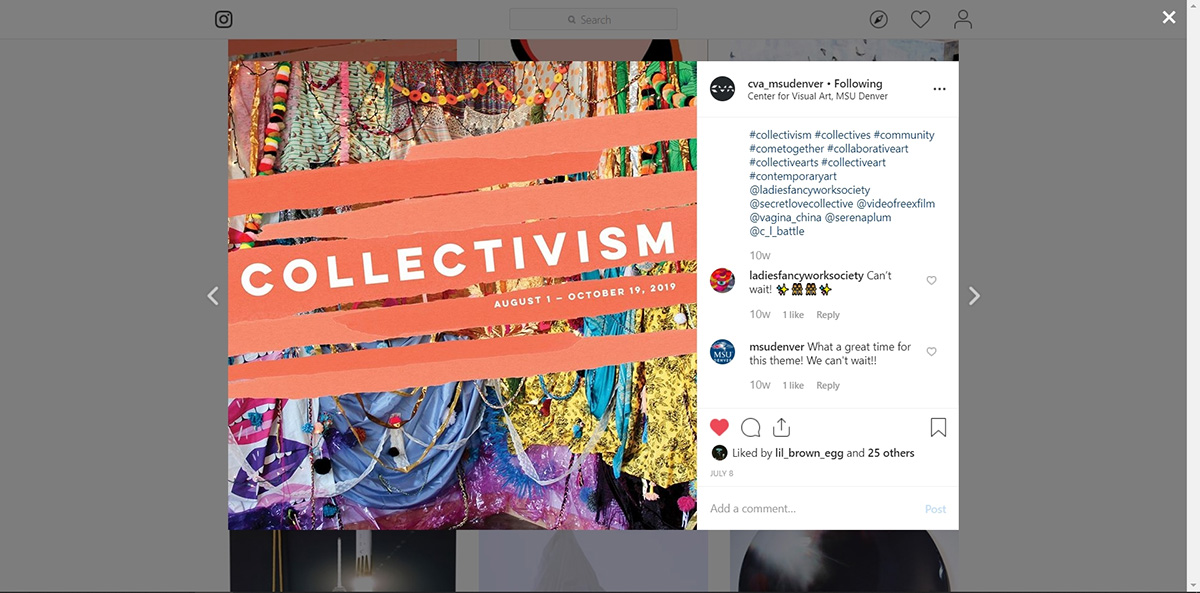 Search
cva_msudenver • Following
Center for Visual Art, MSU Denver
#collectivism #collectives #community
#cometogether #collaborativeart
#collectivearts #collectiveart
#contemporaryart
@ladiesfancyworksociety
@secretlovecollective @videofreexfilm
@vagina_china @serenaplum
@c_l_battle
10w
ladiesfancyworksociety Can't
wait!
10w 1 like Reply
MSU
DENVER
msudenver What a great time for
this theme! We can't wait!!
10w 1 like Reply
Liked by lil_brown_egg and 25 others
JULY 8
Add a comment... Post
COLLECTIVISM
AUGUST 1 – OCTOBER 19, 2019
CVA